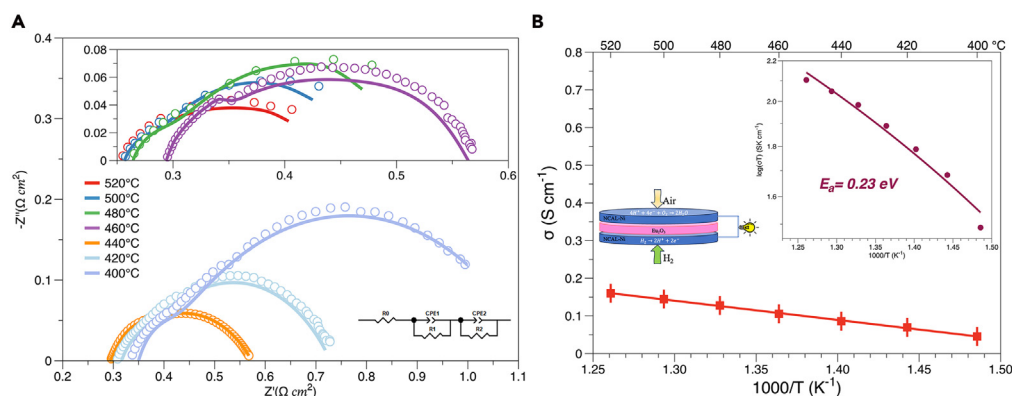 A
0.4
0.3
0.2
0.1
0
-Z''(Ω cm²)
0.08
0.06
0.04
0.02
0
0.3
0.4
0.5
0.6
520°C
500°C
480°C
460°C
440°C
420°C
400°C
R0
CPE1
R1
CPE2
R2
0.2
0.3
0.4
0.5
0.6
0.7
0.8
0.9
1.0
1.1
Z'(Ω cm²)
B
520
500
480
460
440
420
400 °C
0.8
0.7
0.6
0.5
0.4
0.3
0.2
0.1
0
σ (S cm⁻¹)
2.2
2.0
1.8
1.6
log(σT) (SK cm⁻¹)
Eₐ= 0.23 eV
1.25
1.30
1.35
1.40
1.45
1.50
1000/T (K⁻¹)
Air
NCAL-Ni
NCAL-Ni
H₂→ 2H⁺ + 2e⁻
H₂
1.25
1.30
1.35
1.40
1.45
1.50
1000/T (K⁻¹)